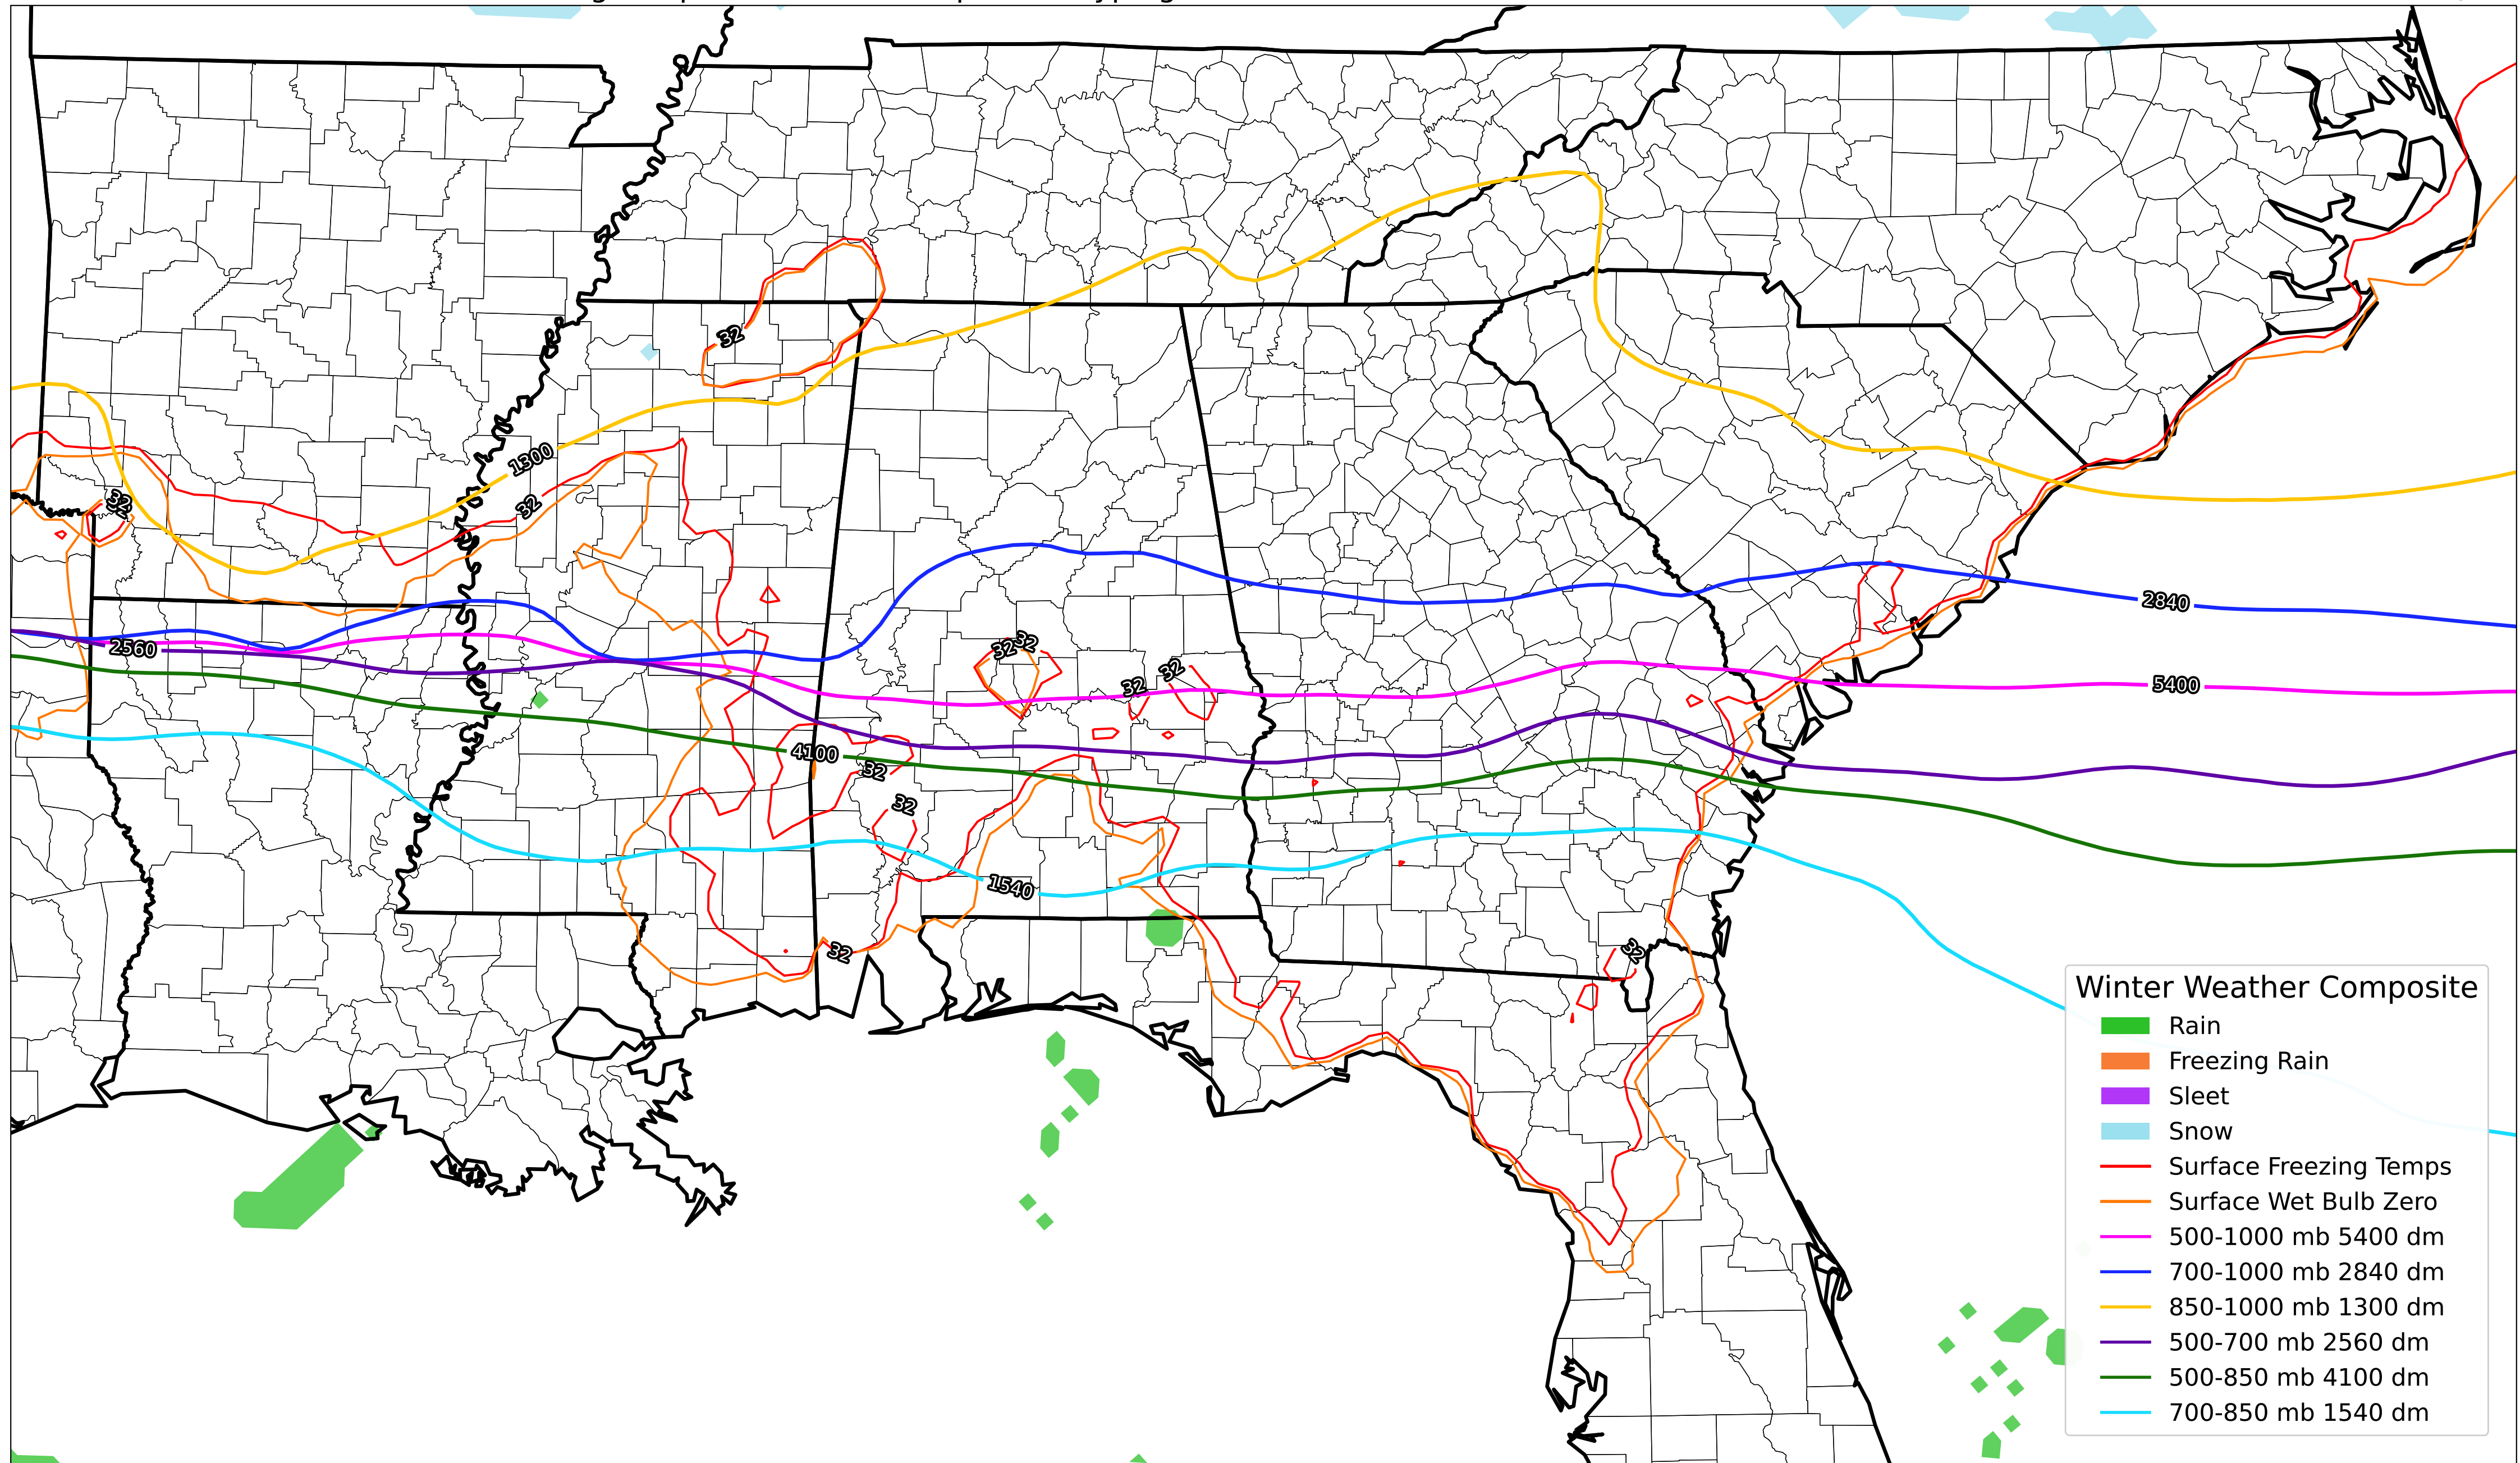 32
1300
32
32
2840
2560
32
32
32
32
5400
4100
32
32
1540
32
32
Winter Weather Composite
Rain
Freezing Rain
Sleet
Snow
Surface Freezing Temps
Surface Wet Bulb Zero
500-1000 mb 5400 dm
700-1000 mb 2840 dm
850-1000 mb 1300 dm
500-700 mb 2560 dm
500-850 mb 4100 dm
700-850 mb 1540 dm